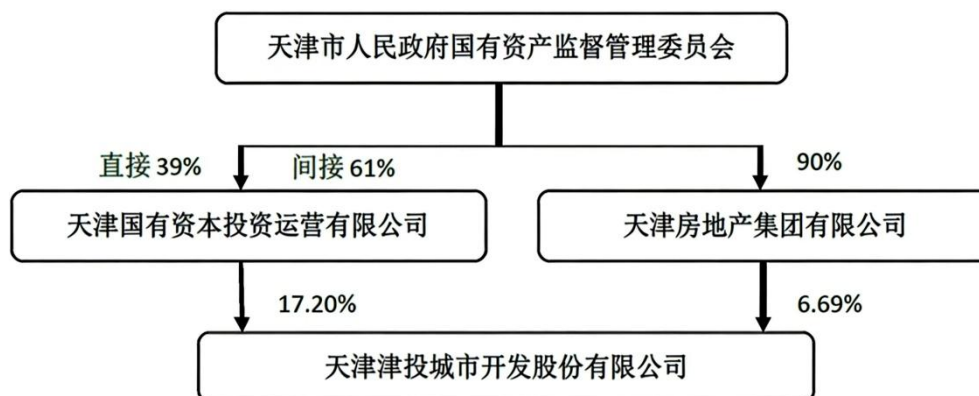 天津市人民政府国有资产监督管理委员会
直接 39%
间接 61%
90%
天津国有资本投资运营有限公司
天津房地产集团有限公司
17.20%
6.69%
天津津投城市开发股份有限公司